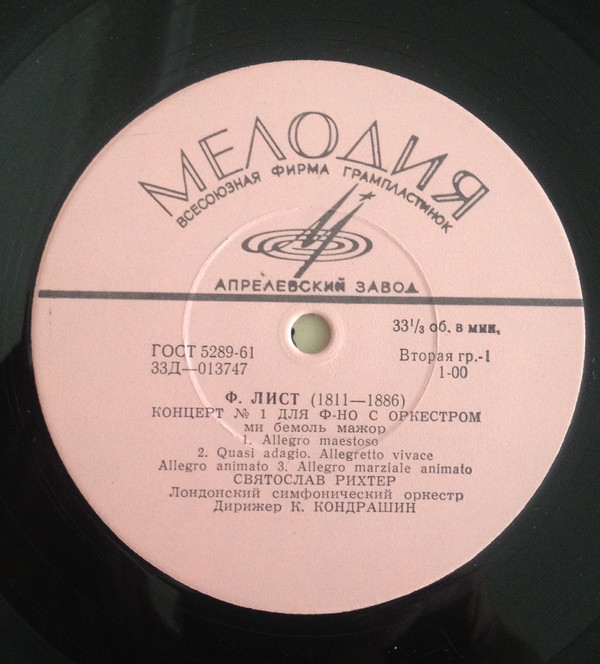 МЕЛОДИЯ
ВСЕСОЮЗНАЯ ФИРМА ГРАМПЛАСТИНОК
АПРЕЛЕВСКИЙ ЗАВОД
33⅓ об. в мин.
ГОСТ 5289-61
Вторая гр.-1
33Д—013747
1-00
Ф. ЛИСТ (1811—1886)
КОНЦЕРТ № 1 ДЛЯ Ф-НО С ОРКЕСТРОМ
ми бемоль мажор
1. Allegro maestoso
2. Quasi adagio. Allegretto vivace
Allegro animato 3. Allegro marziale animato
СВЯТОСЛАВ РИХТЕР
Лондонский симфонический оркестр
Дирижер К. КОНДРАШИН